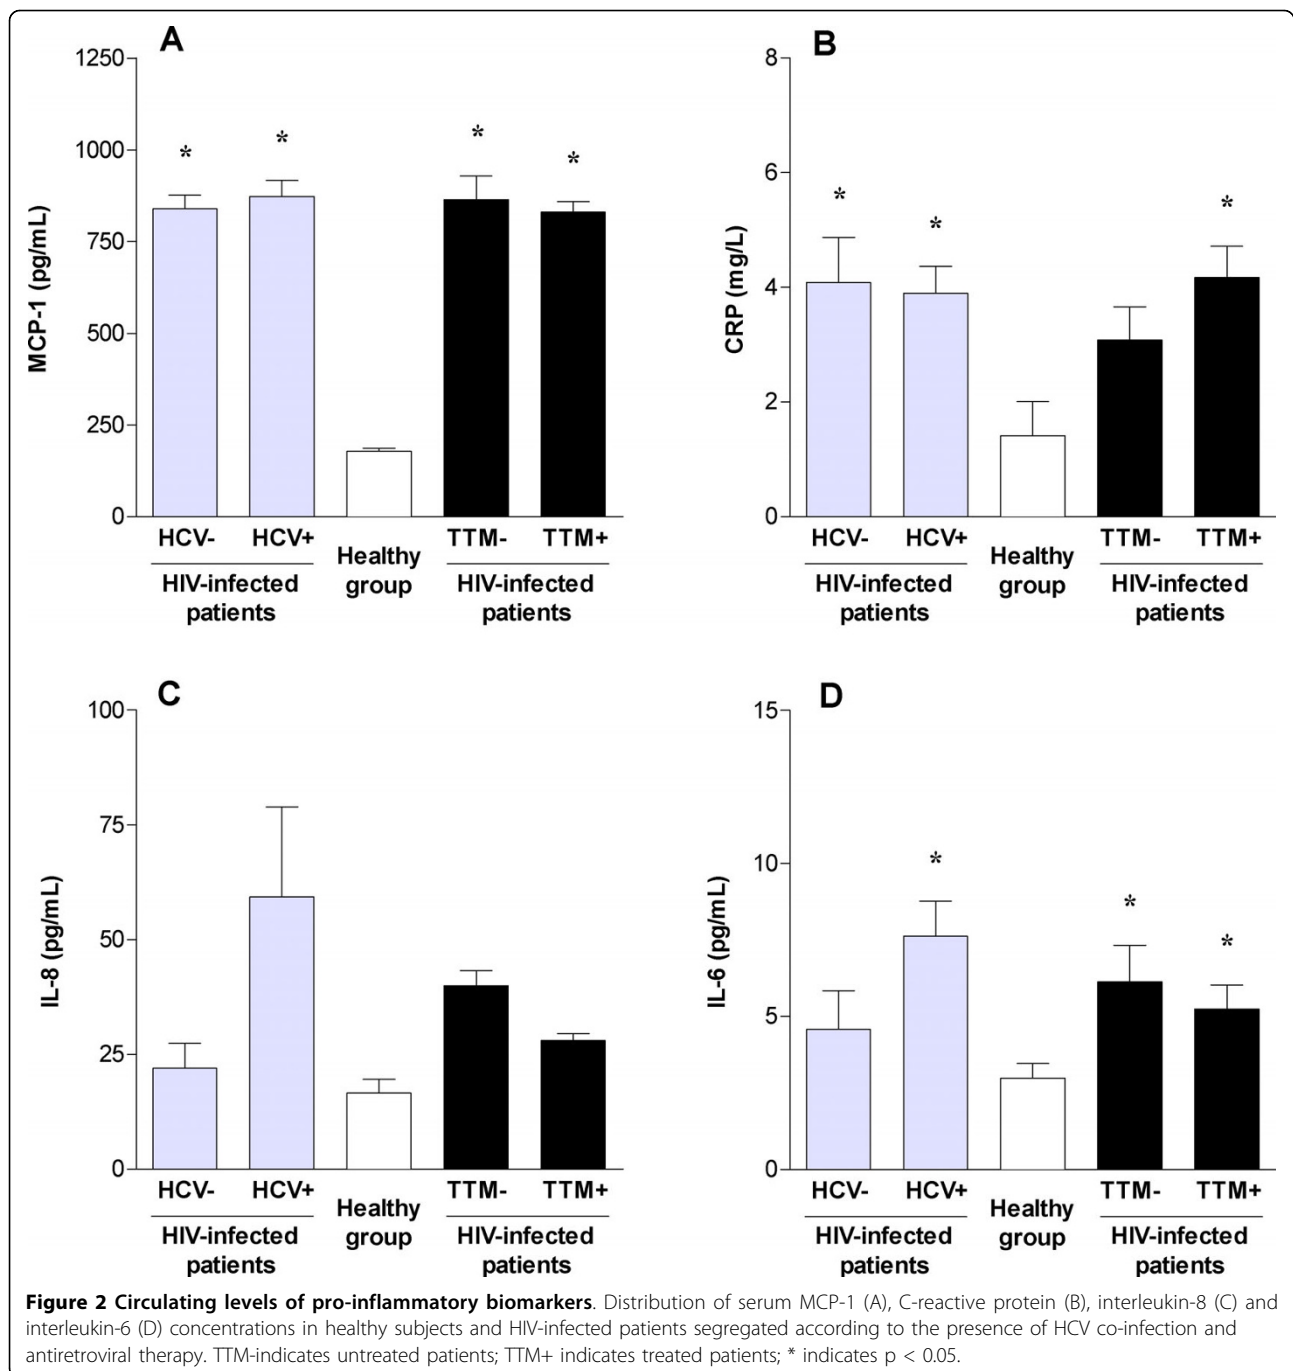 A
1250
1000
750
500
250
0
MCP-1 (pg/mL)
* * * *
HCV- HCV+ Healthy group TTM- TTM+
HIV-infected patients HIV-infected patients
B
8
6
4
2
0
CRP (mg/L)
* * *
HCV- HCV+ Healthy group TTM- TTM+
HIV-infected patients HIV-infected patients
C
100
75
50
25
0
IL-8 (pg/mL)
HCV- HCV+ Healthy group TTM- TTM+
HIV-infected patients HIV-infected patients
D
15
10
5
0
IL-6 (pg/mL)
* * *
HCV- HCV+ Healthy group TTM- TTM+
HIV-infected patients HIV-infected patients
Figure 2 Circulating levels of pro-inflammatory biomarkers. Distribution of serum MCP-1 (A), C-reactive protein (B), interleukin-8 (C) and
interleukin-6 (D) concentrations in healthy subjects and HIV-infected patients segregated according to the presence of HCV co-infection and
antiretroviral therapy. TTM-indicates untreated patients; TTM+ indicates treated patients; * indicates p < 0.05.